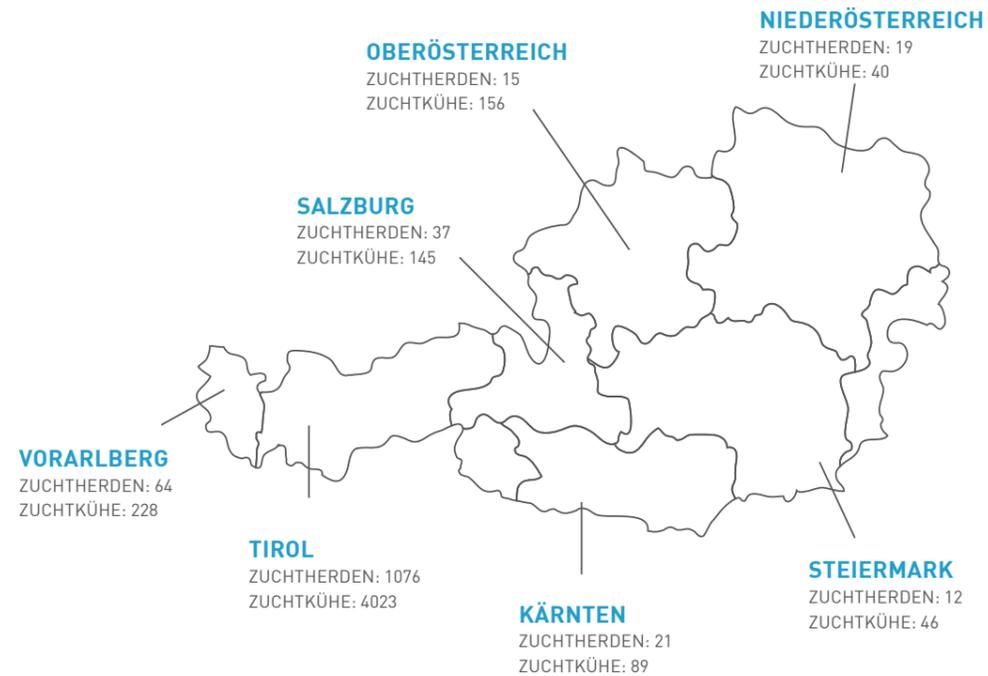 NIEDERÖSTERREICH
ZUCHTHERDEN: 19
ZUCHTKÜHE: 40
OBERÖSTERREICH
ZUCHTHERDEN: 15
ZUCHTKÜHE: 156
SALZBURG
ZUCHTHERDEN: 37
ZUCHTKÜHE: 145
VORARLBERG
ZUCHTHERDEN: 64
ZUCHTKÜHE: 228
TIROL
ZUCHTHERDEN: 1076
ZUCHTKÜHE: 4023
KÄRNTEN
ZUCHTHERDEN: 21
ZUCHTKÜHE: 89
STEIERMARK
ZUCHTHERDEN: 12
ZUCHTKÜHE: 46